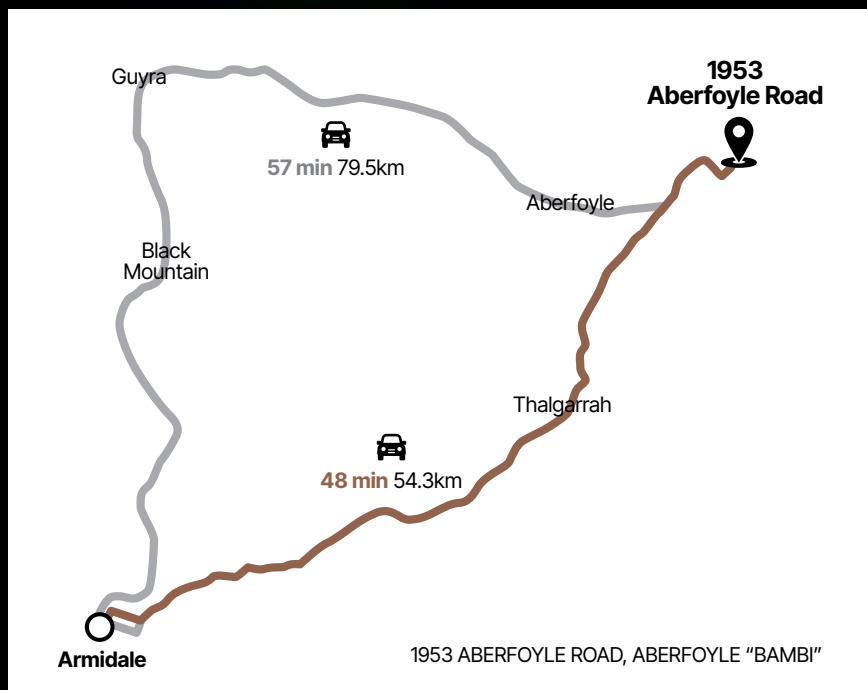 1953
Aberfoyle Road
Guyra
57 min 79.5km
Aberfoyle
Black
Mountain
Thalgarrah
48 min 54.3km
Armidale
1953 ABERFOYLE ROAD, ABERFOYLE “BAMBI”